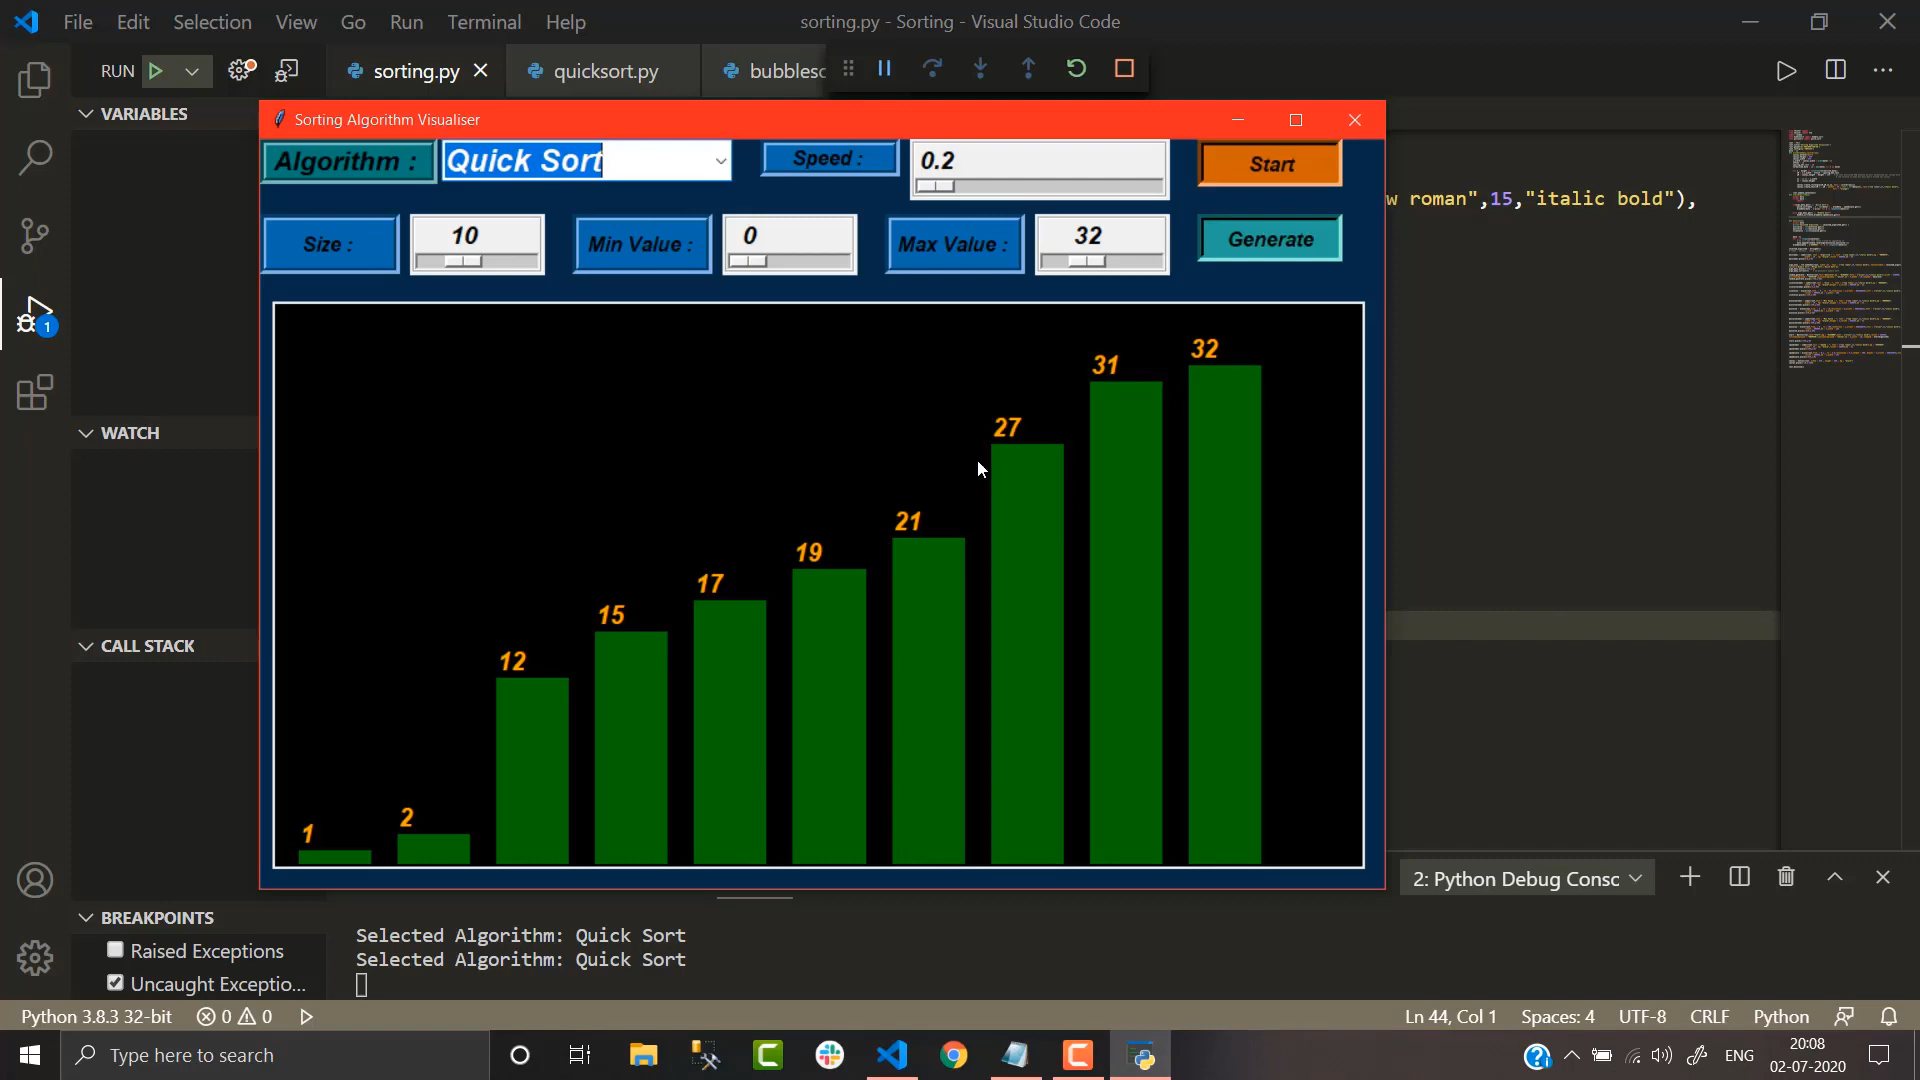 File Edit Selection View Go Run Terminal Help
sorting.py - Sorting - Visual Studio Code
RUN
sorting.py
quicksort.py
bubblesc
VARIABLES
Sorting Algorithm Visualiser
Algorithm :
Quick Sort
Speed :
0.2
Start
w roman",15,"italic bold"),
Size :
10
Min Value :
0
Max Value :
32
Generate
32
31
27
21
19
17
15
12
2
1
WATCH
CALL STACK
1
BREAKPOINTS
Raised Exceptions
Uncaught Exceptio...
2: Python Debug Consc
Selected Algorithm: Quick Sort
Selected Algorithm: Quick Sort
Python 3.8.3 32-bit
0
0
Ln 44, Col 1
Spaces: 4
UTF-8
CRLF
Python
Type here to search
ENG
20:08
02-07-2020